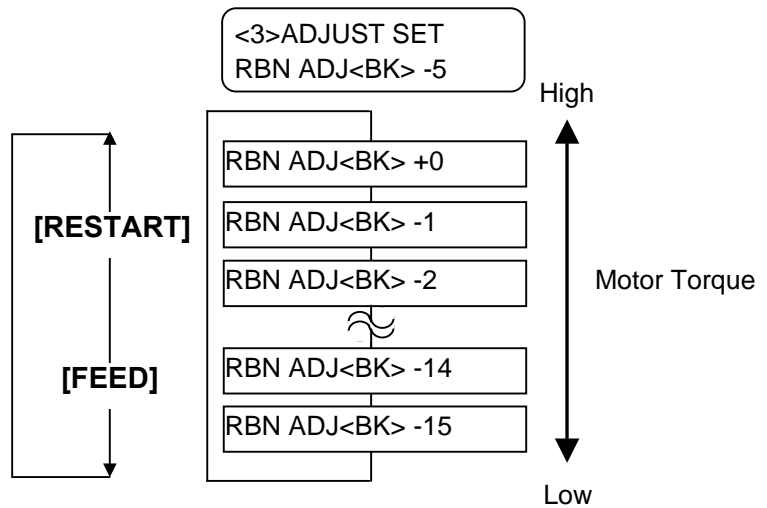 <3>ADJUST SET
RBN ADJ<BK> -5
High
RBN ADJ<BK> +0
[RESTART]
RBN ADJ<BK> -1
RBN ADJ<BK> -2
Motor Torque
[FEED]
RBN ADJ<BK> -14
RBN ADJ<BK> -15
Low